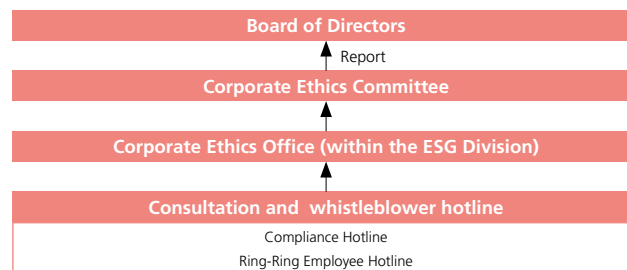 Board of Directors
Report
Corporate Ethics Committee
Corporate Ethics Office (within the ESG Division)
Consultation and whistleblower hotline
Compliance Hotline
Ring-Ring Employee Hotline